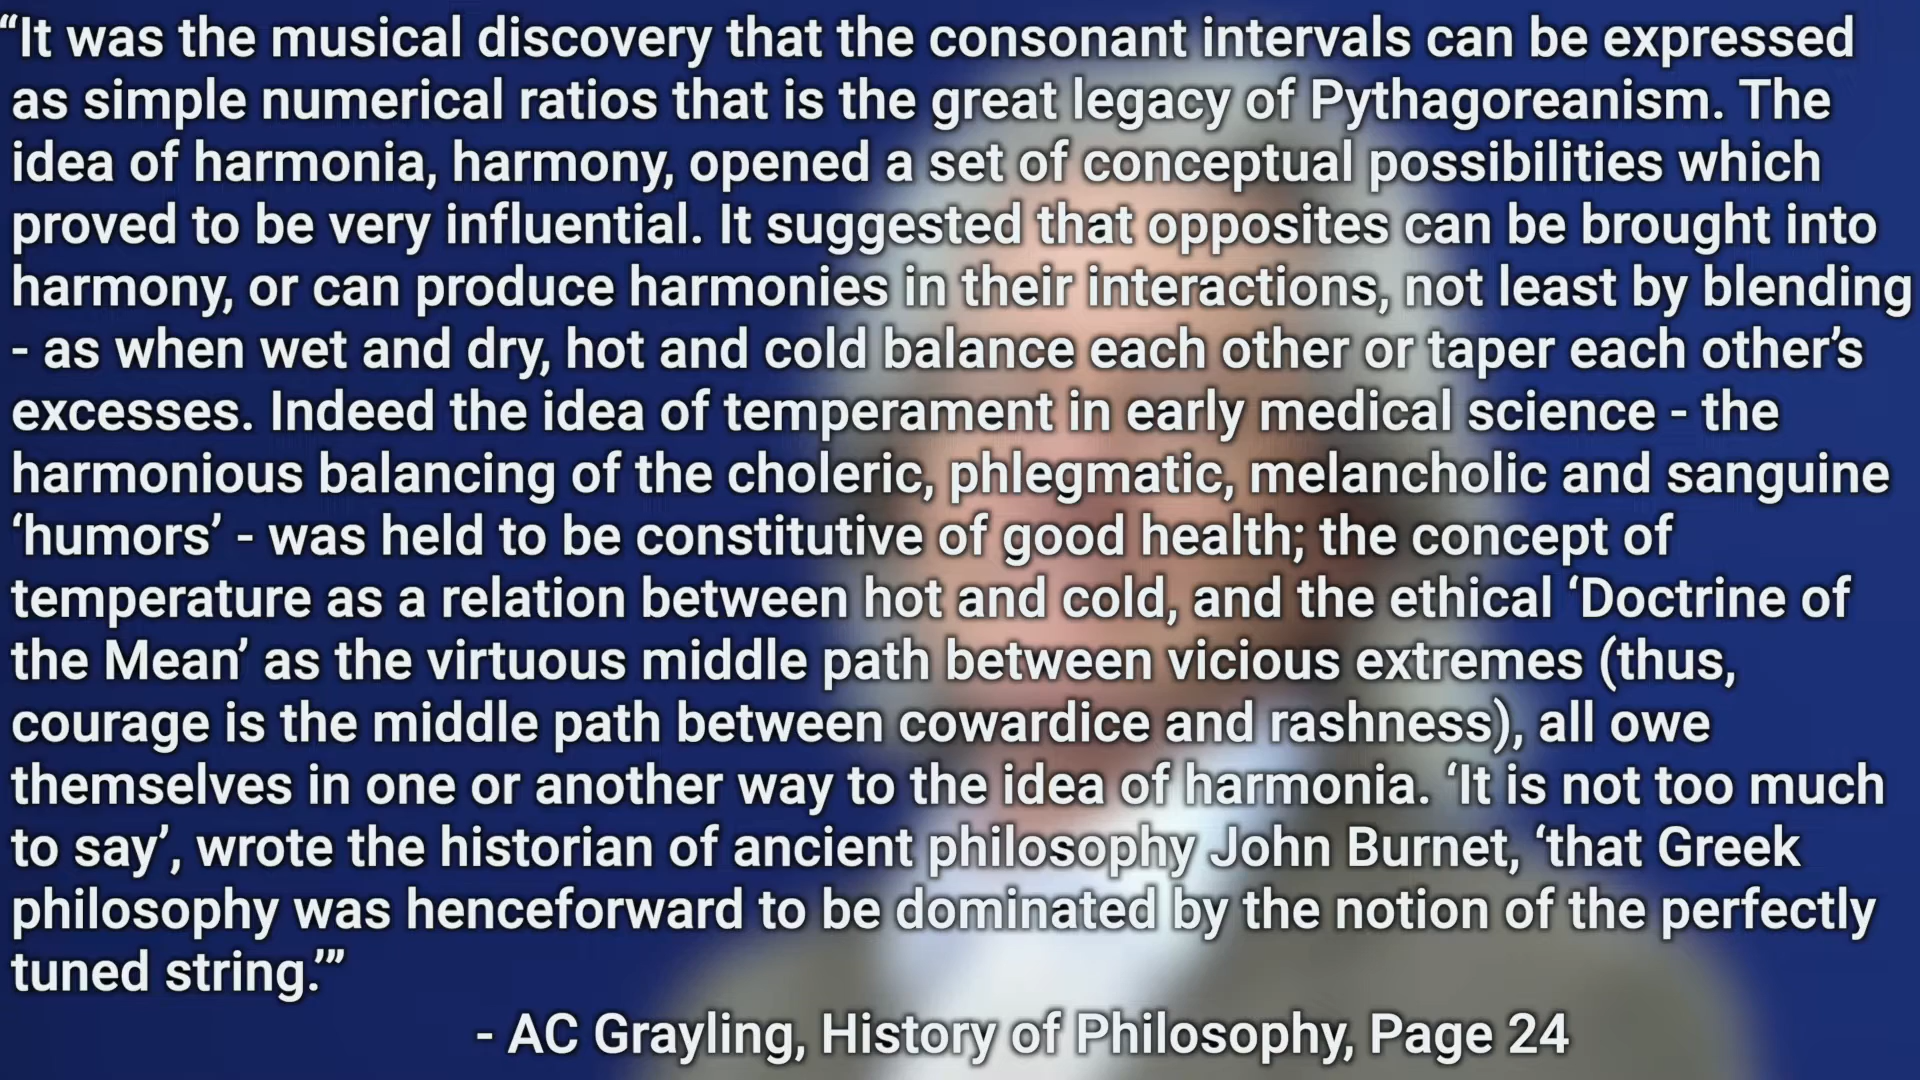 “It was the musical discovery that the consonant intervals can be expressed
as simple numerical ratios that is the great legacy of Pythagoreanism. The
idea of harmonia, harmony, opened a set of conceptual possibilities which
proved to be very influential. It suggested that opposites can be brought into
harmony, or can produce harmonies in their interactions, not least by blending
- as when wet and dry, hot and cold balance each other or taper each other’s
excesses. Indeed the idea of temperament in early medical science - the
harmonious balancing of the choleric, phlegmatic, melancholic and sanguine
‘humors’ - was held to be constitutive of good health; the concept of
temperature as a relation between hot and cold, and the ethical ‘Doctrine of
the Mean’ as the virtuous middle path between vicious extremes (thus,
courage is the middle path between cowardice and rashness), all owe
themselves in one or another way to the idea of harmonia. ‘It is not too much
to say’, wrote the historian of ancient philosophy John Burnet, ‘that Greek
philosophy was henceforward to be dominated by the notion of the perfectly
tuned string.’”
- AC Grayling, History of Philosophy, Page 24